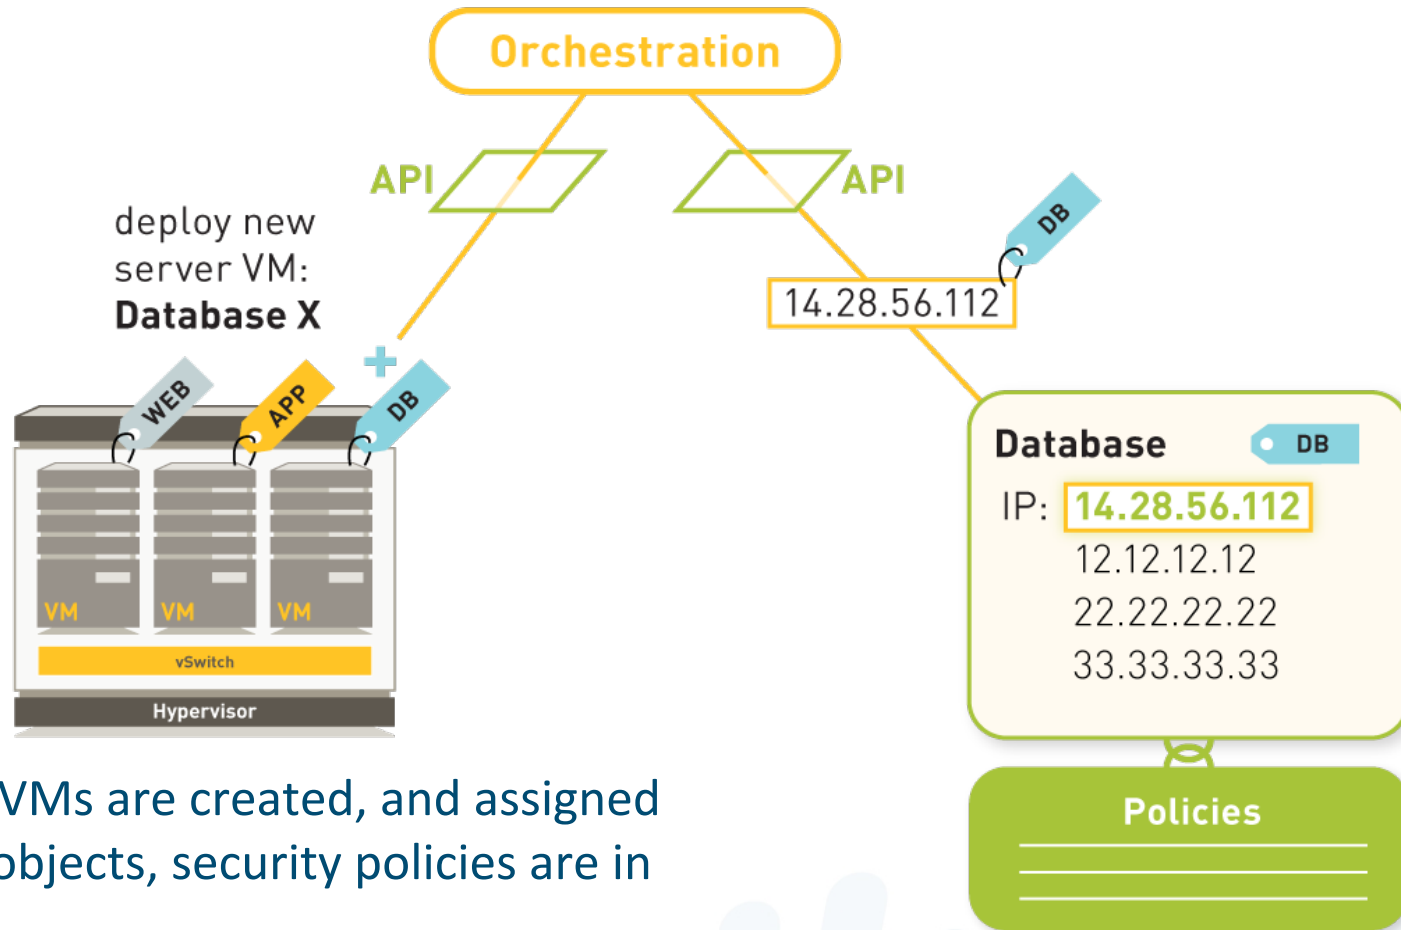 Orchestration
API
API
deploy new
server VM:
Database X
DB
14.28.56.112
WEB
APP
DB
VM
VM
VM
vSwitch
Hypervisor
Database
DB
IP: 14.28.56.112
12.12.12.12
22.22.22.22
33.33.33.33
VMs are created, and assigned
objects, security policies are in
Policies